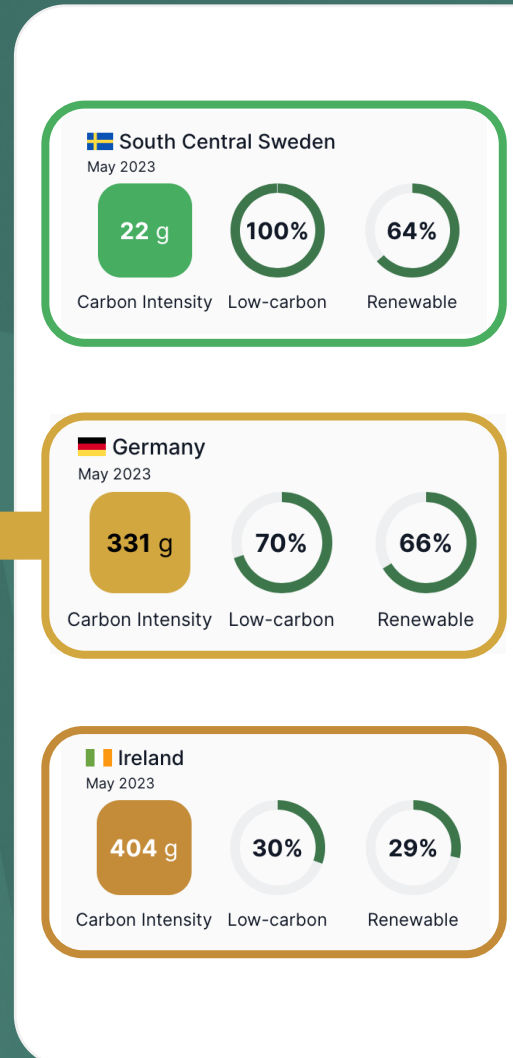 South Central Sweden
May 2023
22 g
100%
64%
Carbon Intensity
Low-carbon
Renewable
Germany
May 2023
331 g
70%
66%
Carbon Intensity
Low-carbon
Renewable
Ireland
May 2023
404 g
30%
29%
Carbon Intensity
Low-carbon
Renewable